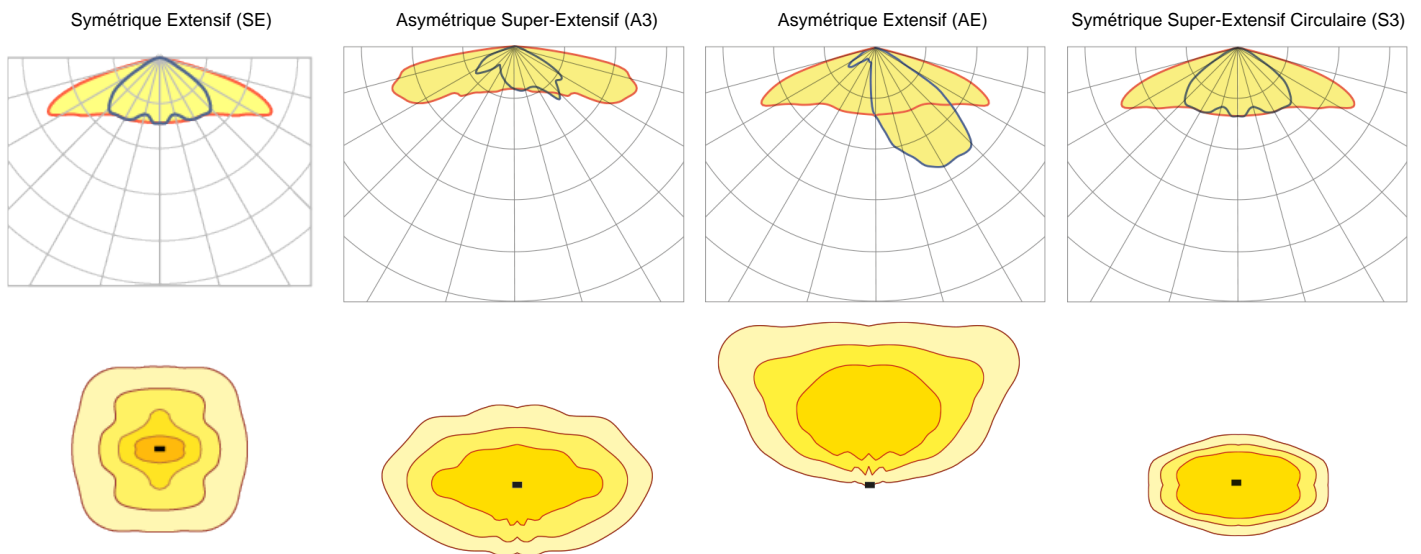 Symétrique Extensif (SE)
Asymétrique Super-Extensif (A3)
Asymétrique Extensif (AE)
Symétrique Super-Extensif Circulaire (S3)